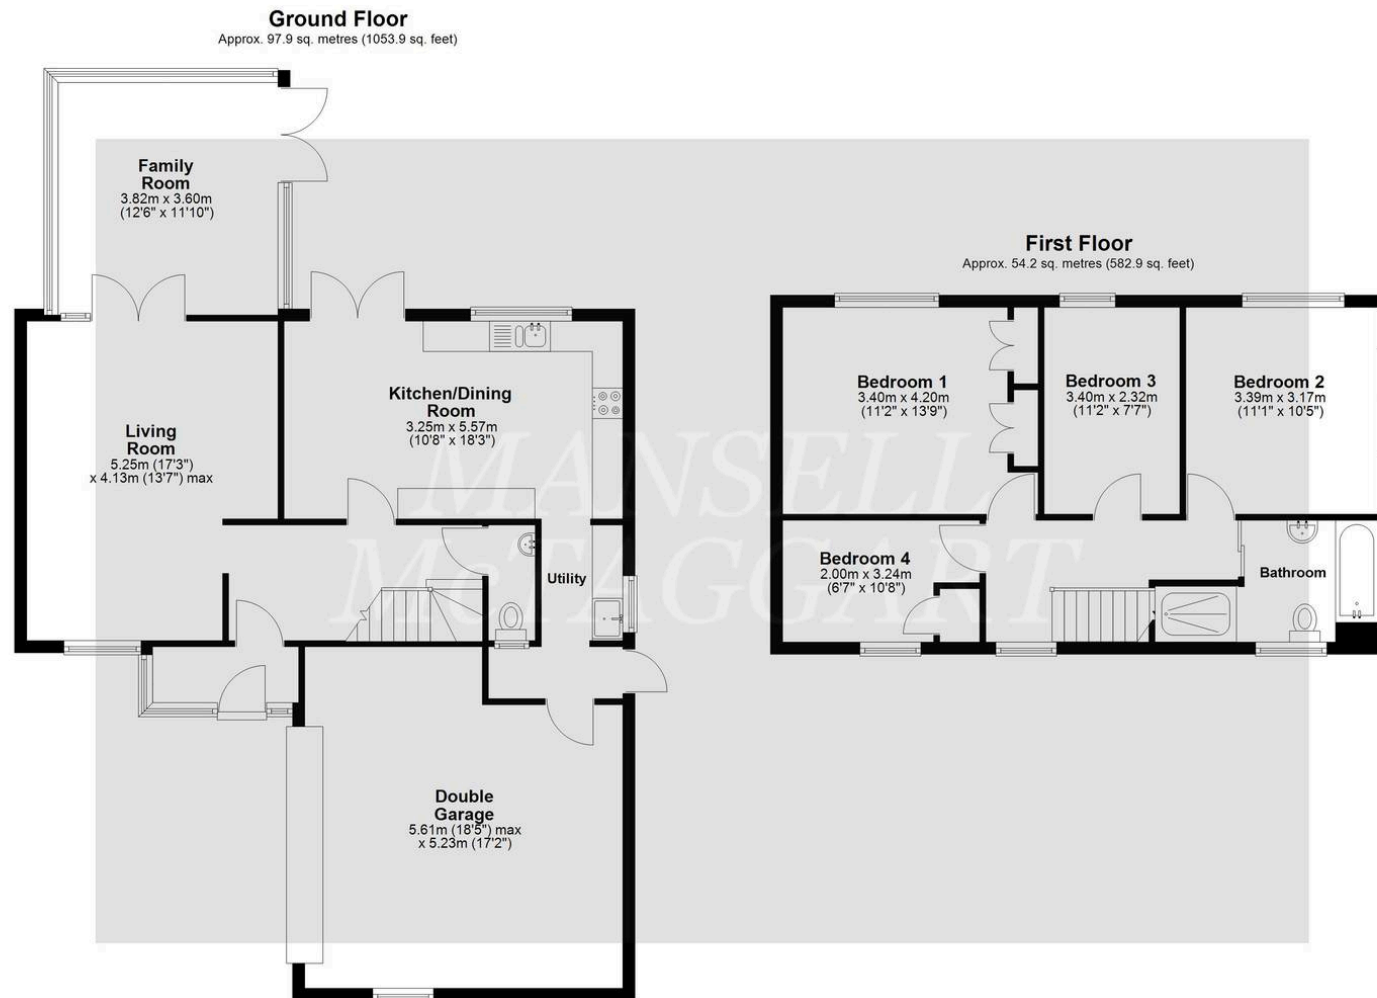 Ground Floor
Approx. 97.9 sq. metres (1053.9 sq. feet)
Family
Room
3.82m x 3.60m
(12'6" x 11'10")
Living
Room
5.25m (17'3")
x 4.13m (13'7") max
Kitchen/Dining
Room
3.25m x 5.57m
(10'8" x 18'3")
Utility
Double
Garage
5.61m (18'5") max
x 5.23m (17'2")
First Floor
Approx. 54.2 sq. metres (582.9 sq. feet)
Bedroom 1
3.40m x 4.20m
(11'2" x 13'9")
Bedroom 3
3.40m x 2.32m
(11'2" x 7'7")
Bedroom 2
3.39m x 3.17m
(11'1" x 10'5")
Bedroom 4
2.00m x 3.24m
(6'7" x 10'8")
Bathroom
MANSELL
McTAGGART